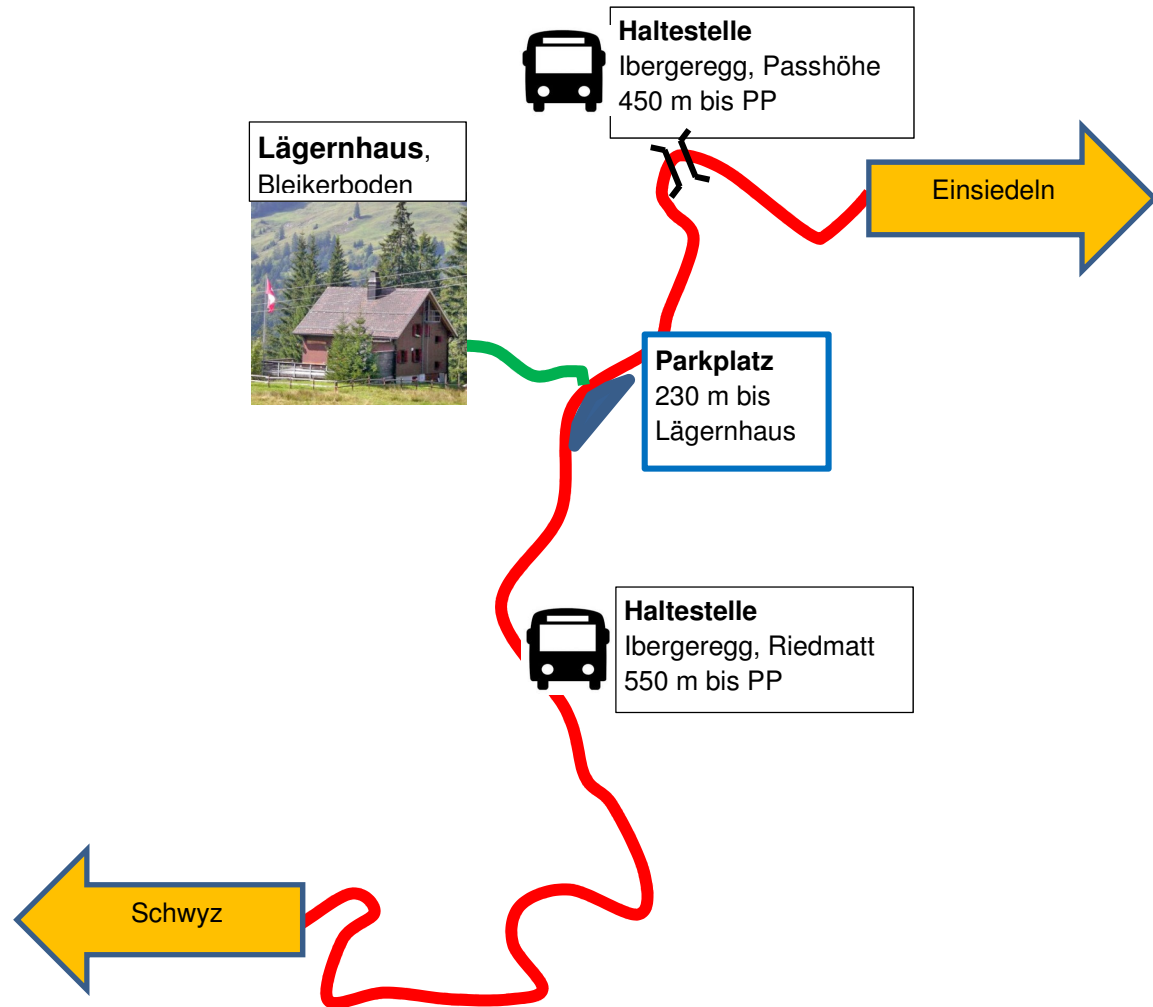 Haltestelle
Ibergeregg, Passhöhe
450 m bis PP
Lägernhaus,
Bleikerboden
Einsiedeln
Parkplatz
230 m bis
Lägernhaus
Haltestelle
Ibergeregg, Riedmatt
550 m bis PP
Schwyz